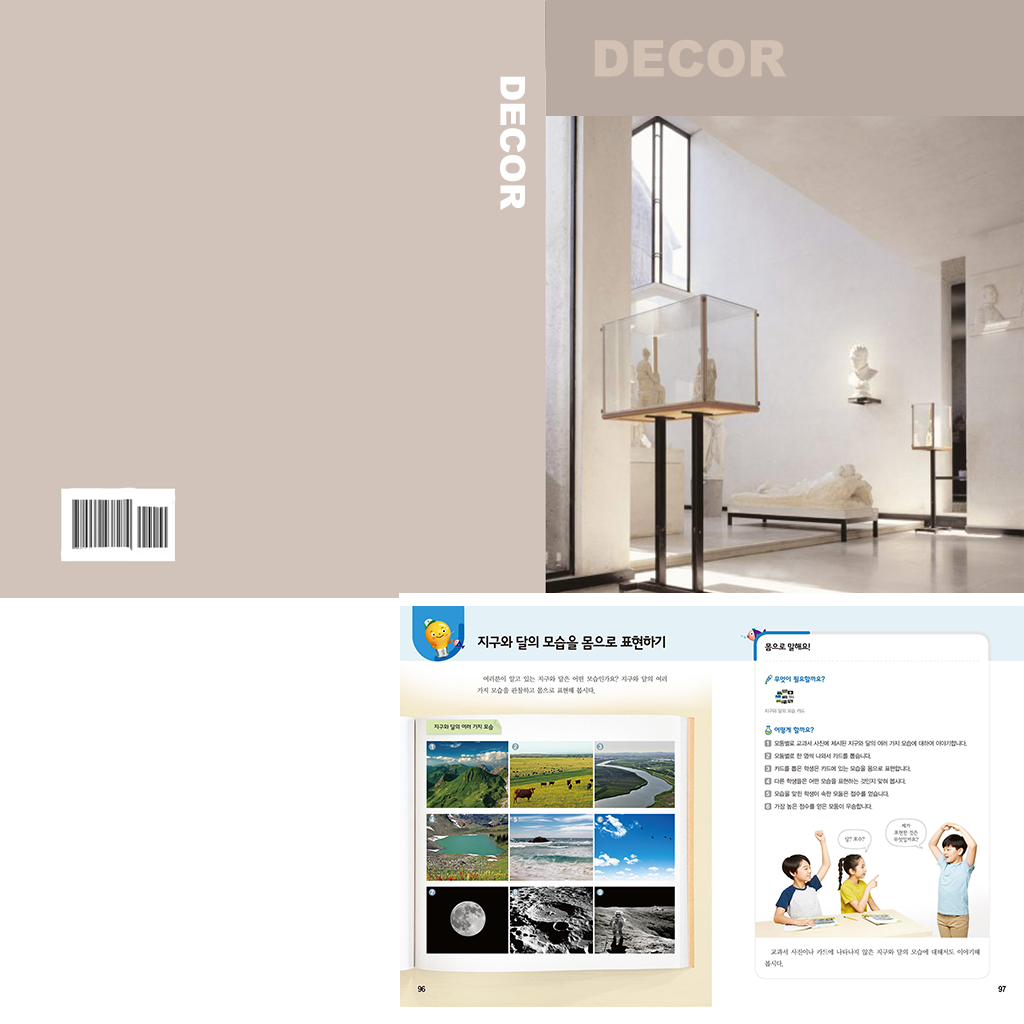 DECOR
DECOR
지구와 달의 모습을 몸으로 표현하기
여러분이 알고 있는 지구와 달은 어떤 모습인가요? 지구와 달의 여러
가지 모습을 관찰하고 몸으로 표현해 봅시다.
지구와 달의 여러 가지 모습
1
2
3
4
5
6
7
8
9
96
몸으로 말해요!
무엇이 필요할까요?
지구와 달의 모습 카드
어떻게 할까요?
1 모둠별로 교과서 사진에 제시된 지구와 달의 여러 가지 모습에 대하여 이야기합니다.
2 모둠별로 한 명씩 나와서 카드를 뽑습니다.
3 카드를 뽑은 학생은 카드에 있는 모습을 몸으로 표현합니다.
4 다른 학생들은 어떤 모습을 표현하는 것인지 맞혀 봅시다.
5 모습을 맞힌 학생이 속한 모둠은 점수를 얻습니다.
6 가장 높은 점수를 얻은 모둠이 우승합니다.
달? 호수?
제가
표현한 것은
무엇일까요?
교과서 사진이나 카드에 나타나지 않은 지구와 달의 모습에 대해서도 이야기해
봅시다.
97